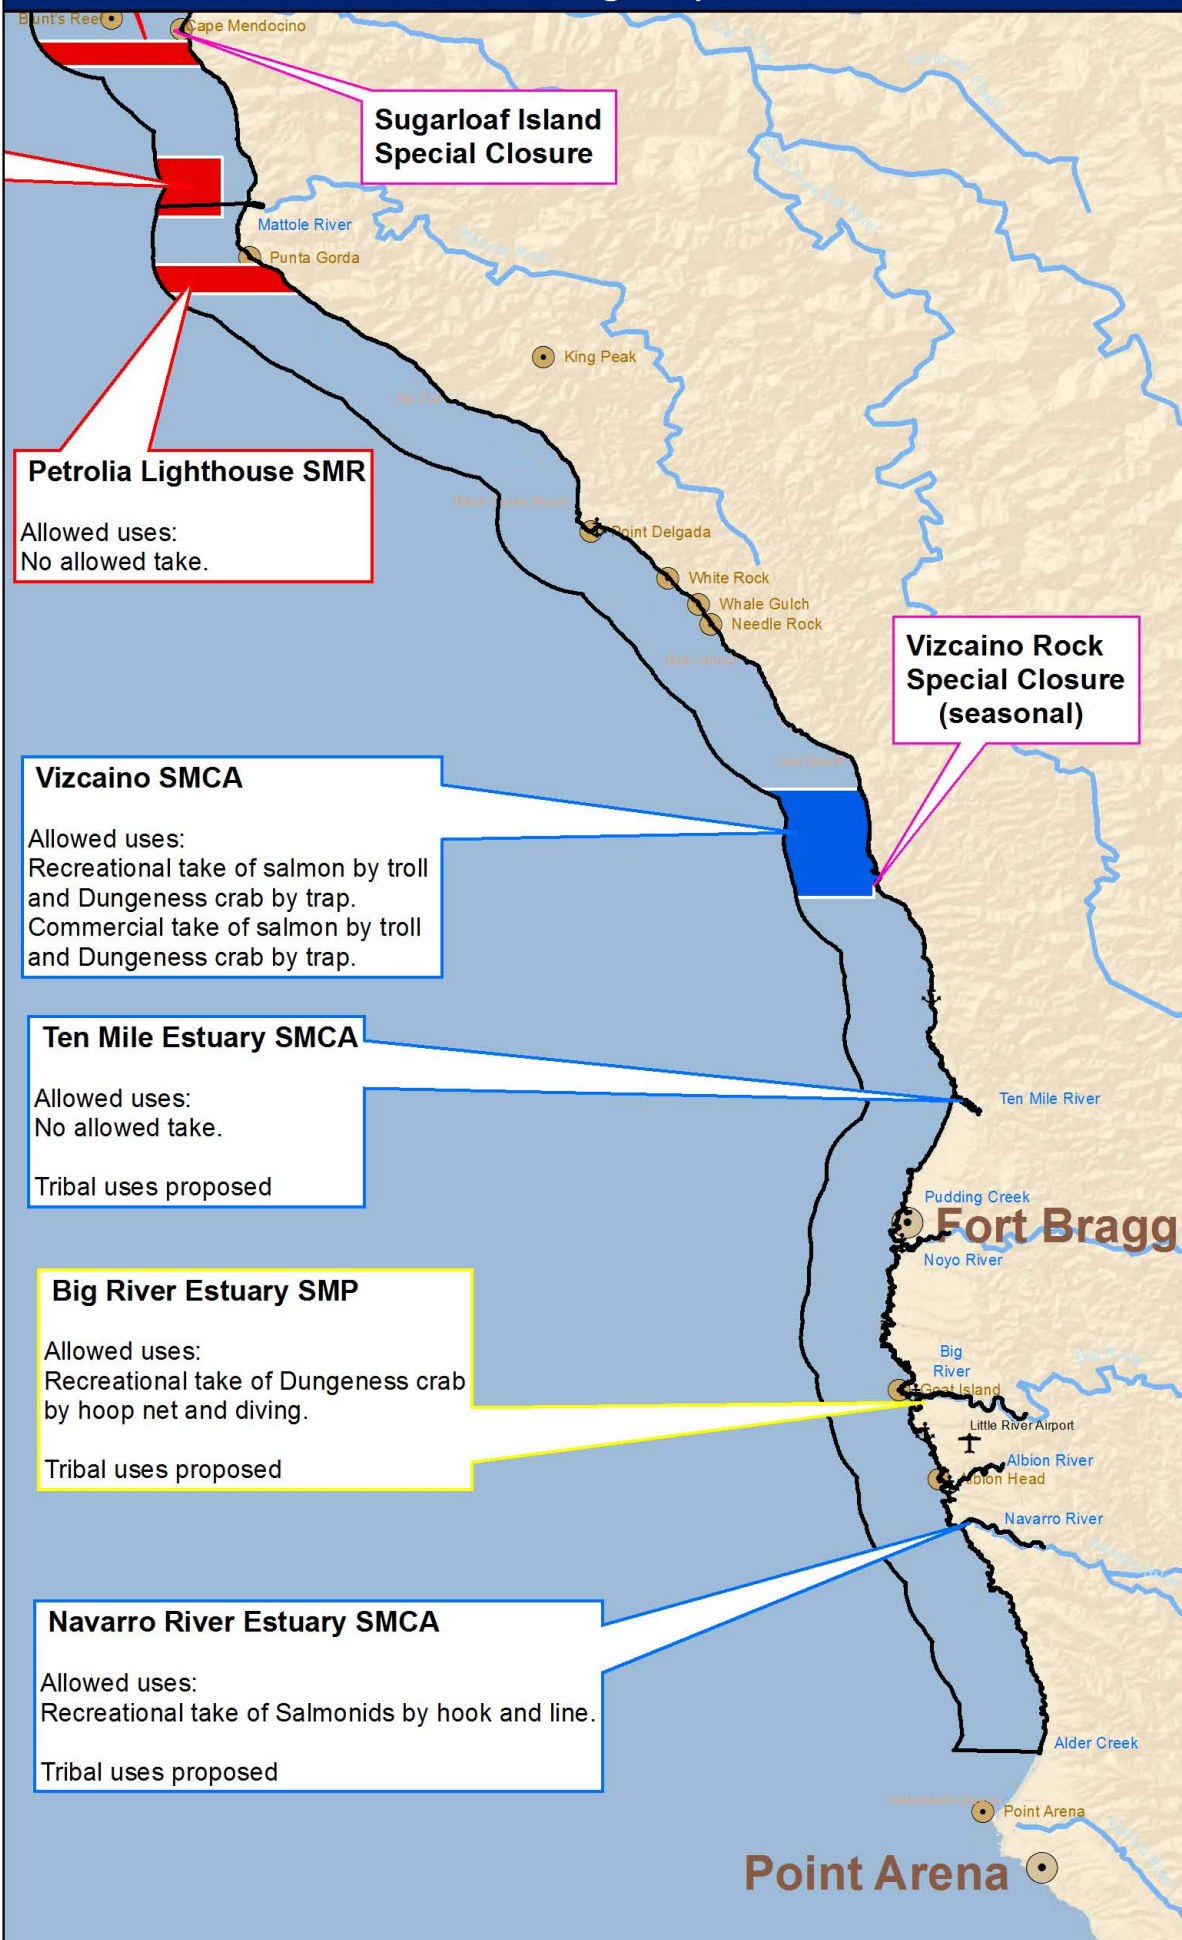 Blunt's Reef
Cape Mendocino
Sugarloaf Island
Special Closure
Mattole River
Punta Gorda
King Peak
Petrolia Lighthouse SMR
Allowed uses:
No allowed take.
Point Delgada
White Rock
Whale Gulch
Needle Rock
Vizcaino Rock
Special Closure
(seasonal)
Vizcaino SMCA
Allowed uses:
Recreational take of salmon by troll
and Dungeness crab by trap.
Commercial take of salmon by troll
and Dungeness crab by trap.
Ten Mile Estuary SMCA
Allowed uses:
No allowed take.
Tribal uses proposed
Ten Mile River
Pudding Creek
Fort Bragg
Noyo River
Big River Estuary SMP
Allowed uses:
Recreational take of Dungeness crab
by hoop net and diving.
Tribal uses proposed
Big
River
Goat Island
Little River Airport
Albion River
Albion Head
Navarro River
Navarro River Estuary SMCA
Allowed uses:
Recreational take of Salmonids by hook and line.
Tribal uses proposed
Alder Creek
Point Arena
Point Arena